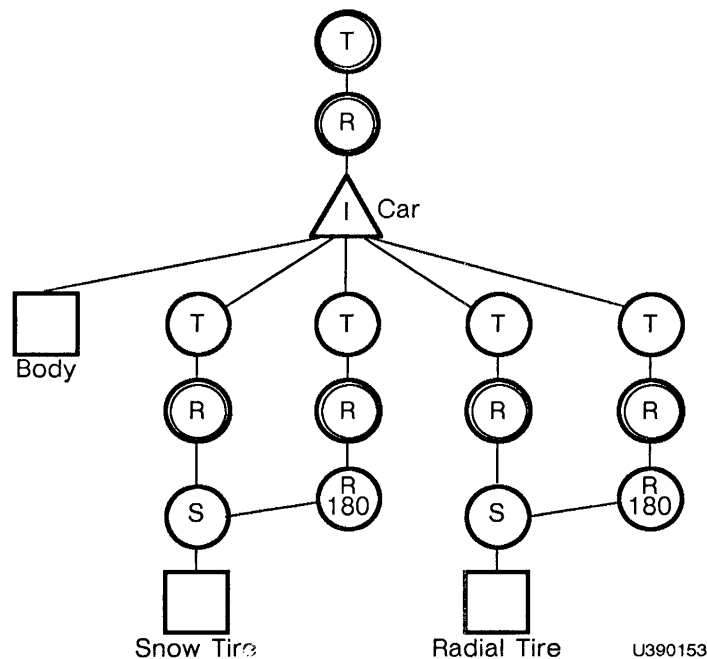 T
R
I Car
Body
T T T T
R R R R
R R
S 180 S 180
Snow Tire Radial Tire U390153